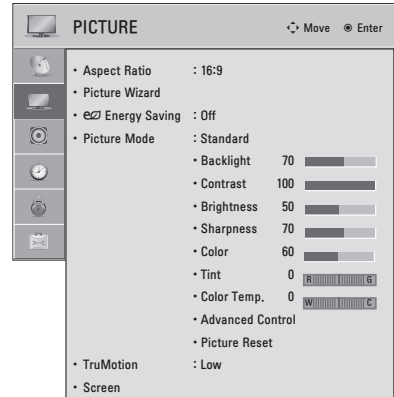 PICTURE Move Enter
• Aspect Ratio : 16:9
• Picture Wizard
• Energy Saving : Off
• Picture Mode : Standard
• Backlight 70
• Contrast 100
• Brightness 50
• Sharpness 70
• Color 60
• Tint 0 R G
• Color Temp. 0 W C
• Advanced Control
• Picture Reset
• TruMotion : Low
• Screen